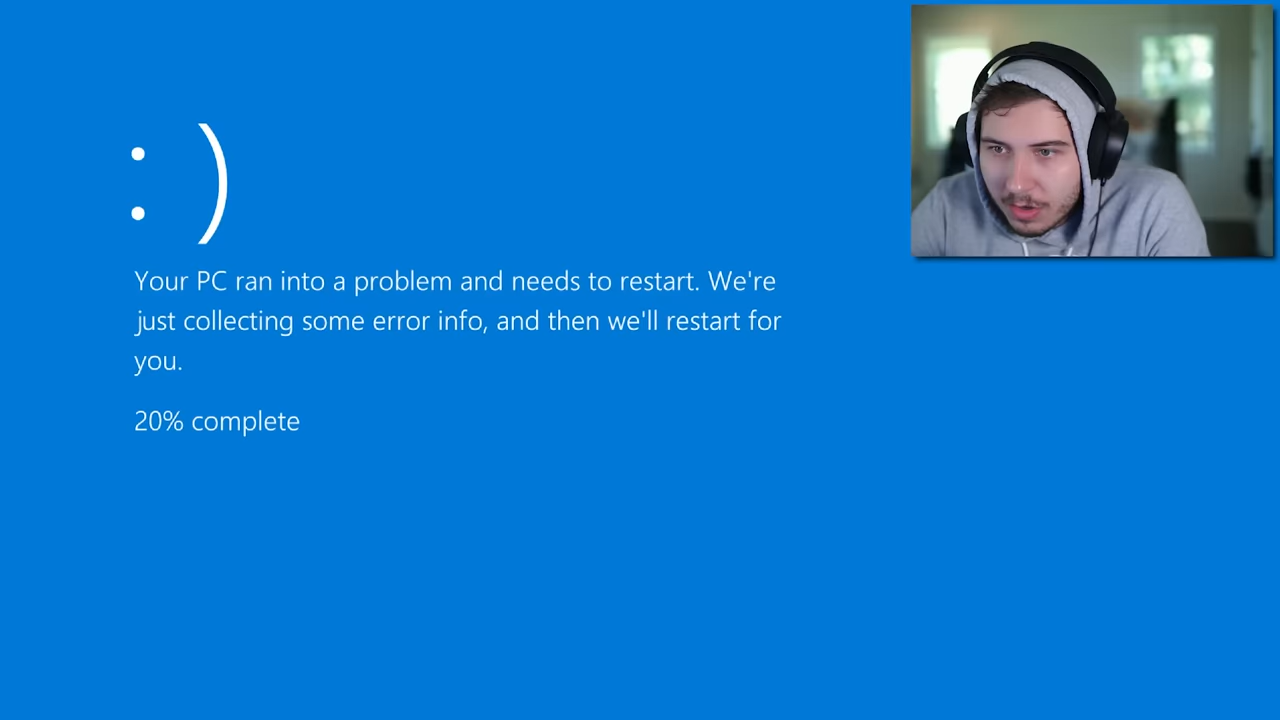 : )
Your PC ran into a problem and needs to restart. We're
just collecting some error info, and then we'll restart for
you.
20% complete